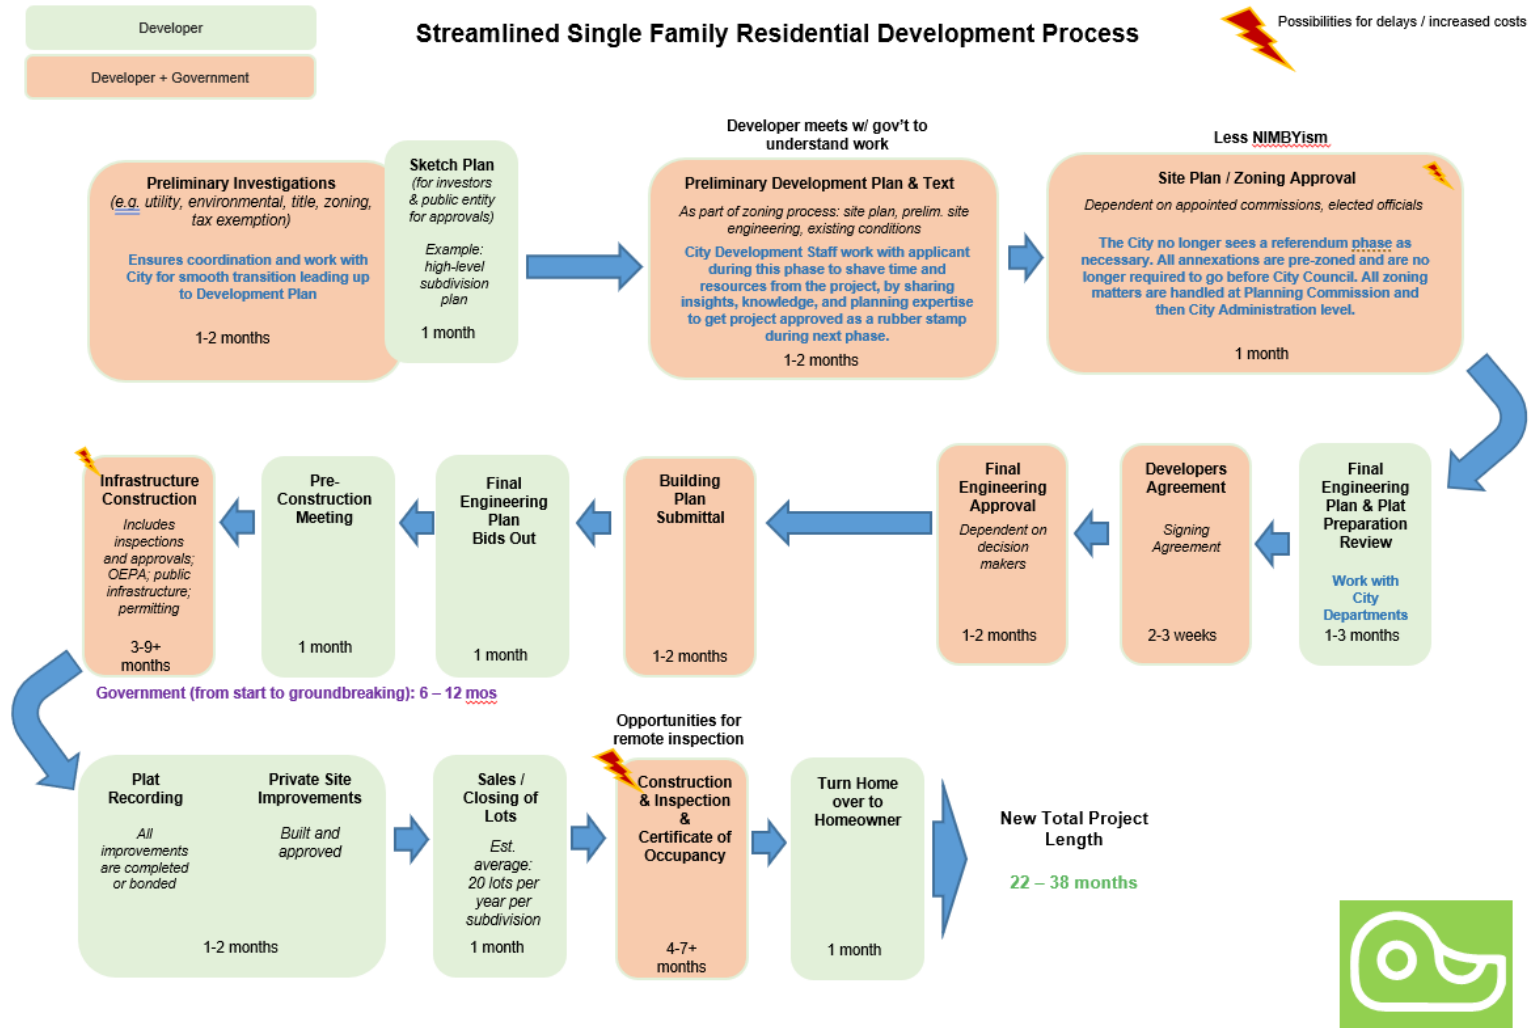 Developer
Developer + Government
Streamlined Single Family Residential Development Process
Possibilities for delays / increased costs
Preliminary Investigations
(e.g. utility, environmental, title, zoning,
tax exemption)
Ensures coordination and work with
City for smooth transition leading up
to Development Plan
1-2 months
Sketch Plan
(for investors
& public entity
for approvals)
Example:
high-level
subdivision
plan
1 month
Developer meets w/ gov't to
understand work
Preliminary Development Plan & Text
As part of zoning process: site plan, prelim. site
engineering, existing conditions
City Development Staff work with applicant
during this phase to shave time and
resources from the project, by sharing
insights, knowledge, and planning expertise
to get project approved as a rubber stamp
during next phase.
1-2 months
Less NIMBYism
Site Plan / Zoning Approval
Dependent on appointed commissions, elected officials
The City no longer sees a referendum phase as
necessary. All annexations are pre-zoned and are no
longer required to go before City Council. All zoning
matters are handled at Planning Commission and
then City Administration level.
1 month
Final
Engineering
Plan & Plat
Preparation
Review
Work with
City
Departments
1-3 months
Developers
Agreement
Signing
Agreement
2-3 weeks
Final
Engineering
Approval
Dependent on
decision
makers
1-2 months
Building
Plan
Submittal
1-2 months
Final
Engineering
Plan
Bids Out
1 month
Pre-
Construction
Meeting
1 month
Infrastructure
Construction
Includes
inspections
and approvals;
OEPA; public
infrastructure;
permitting
3-9+
months
Government (from start to groundbreaking): 6 – 12 mos
Plat
Recording
All
improvements
are completed
or bonded
Private Site
Improvements
Built and
approved
1-2 months
Sales /
Closing of
Lots
Est.
average:
20 lots per
year per
subdivision
1 month
Opportunities for
remote inspection
Construction
& Inspection
&
Certificate of
Occupancy
4-7+
months
Turn Home
over to
Homeowner
1 month
New Total Project
Length
22 – 38 months